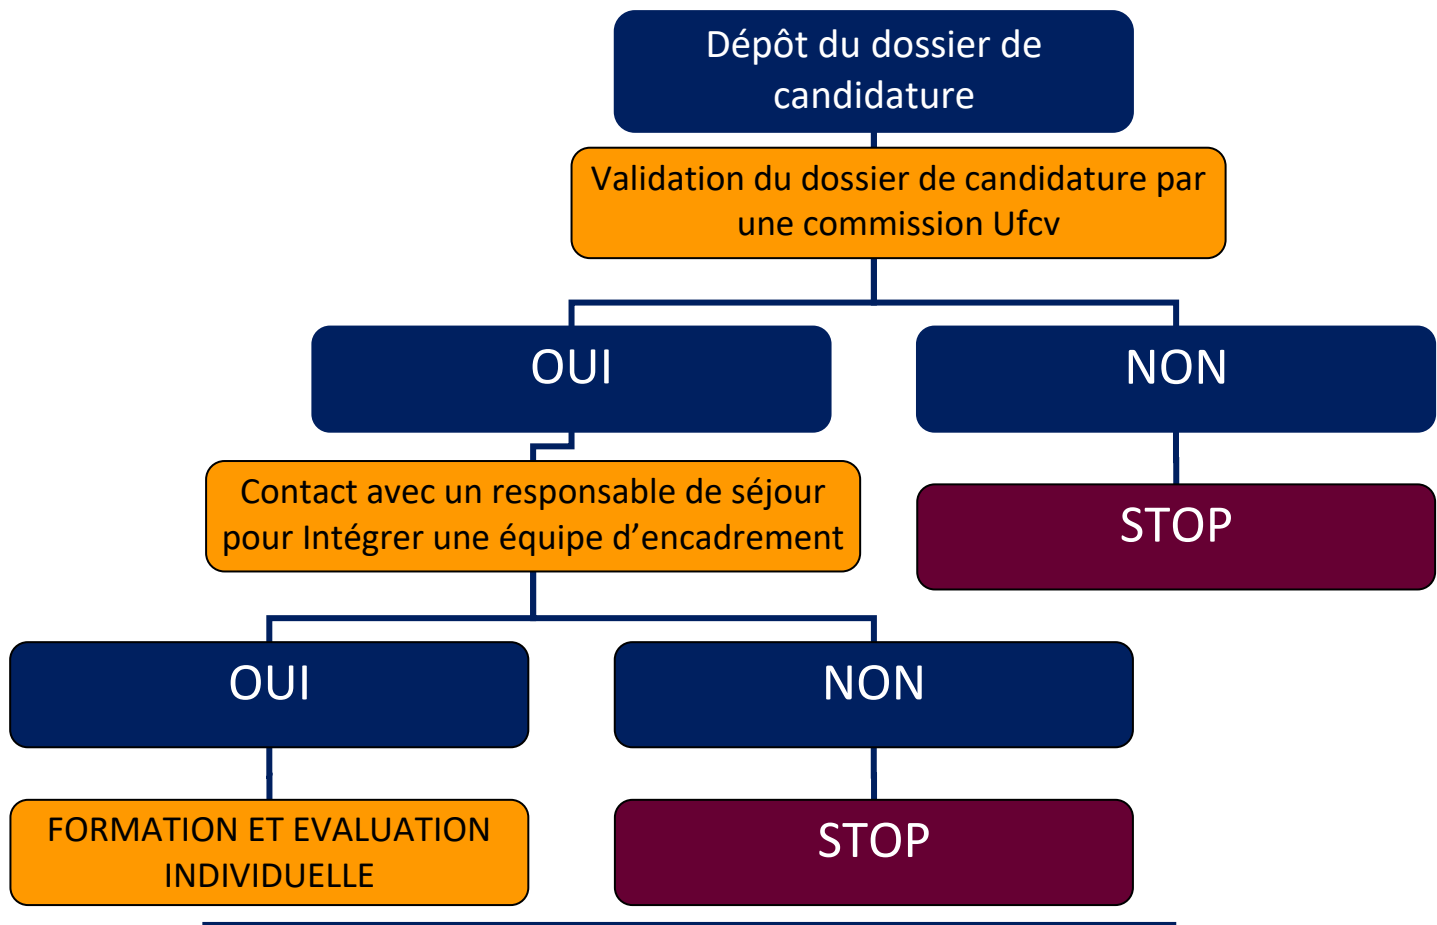 Dépôt du dossier de
candidature
Validation du dossier de candidature par
une commission Ufcv
OUI
NON
Contact avec un responsable de séjour
pour Intégrer une équipe d’encadrement
STOP
OUI
NON
FORMATION ET EVALUATION
INDIVIDUELLE
STOP